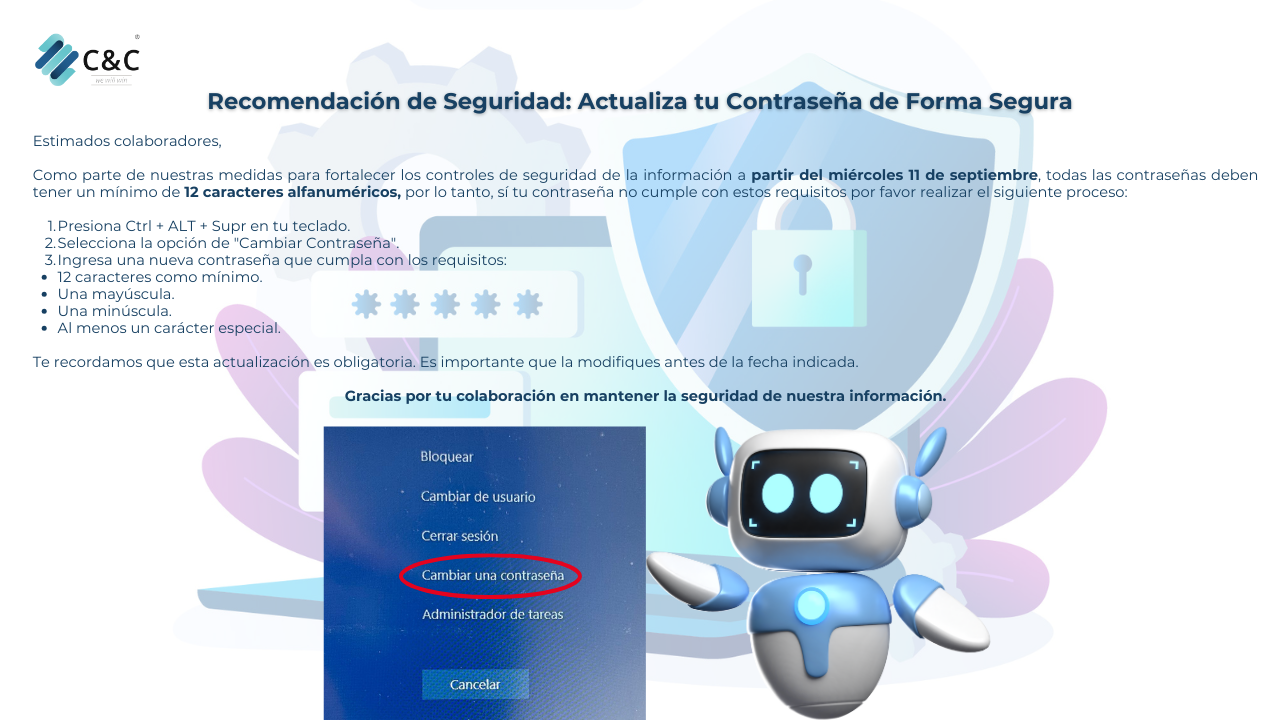 C&C
®
we will win
Recomendación de Seguridad: Actualiza tu Contraseña de Forma Segura
Estimados colaboradores,
Como parte de nuestras medidas para fortalecer los controles de seguridad de la información a partir del miércoles 11 de septiembre, todas las contraseñas deben
tener un mínimo de 12 caracteres alfanuméricos, por lo tanto, sí tu contraseña no cumple con estos requisitos por favor realizar el siguiente proceso:
1. Presiona Ctrl + ALT + Supr en tu teclado.
2. Selecciona la opción de "Cambiar Contraseña".
3. Ingresa una nueva contraseña que cumpla con los requisitos:
• 12 caracteres como mínimo.
• Una mayúscula.
• Una minúscula.
• Al menos un carácter especial.
Te recordamos que esta actualización es obligatoria. Es importante que la modifiques antes de la fecha indicada.
Gracias por tu colaboración en mantener la seguridad de nuestra información.
Bloquear
Cambiar de usuario
Cerrar sesión
Cambiar una contraseña
Administrador de tareas
Cancelar